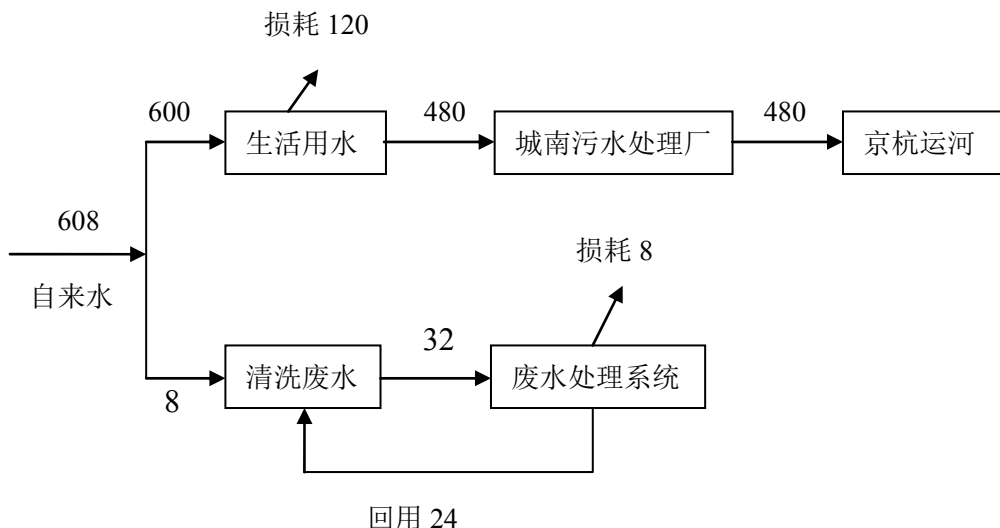 损耗 120
600
生活用水
480
城南污水处理厂
480
京杭运河
608
自来水
损耗 8
8
清洗废水
32
废水处理系统
回用 24